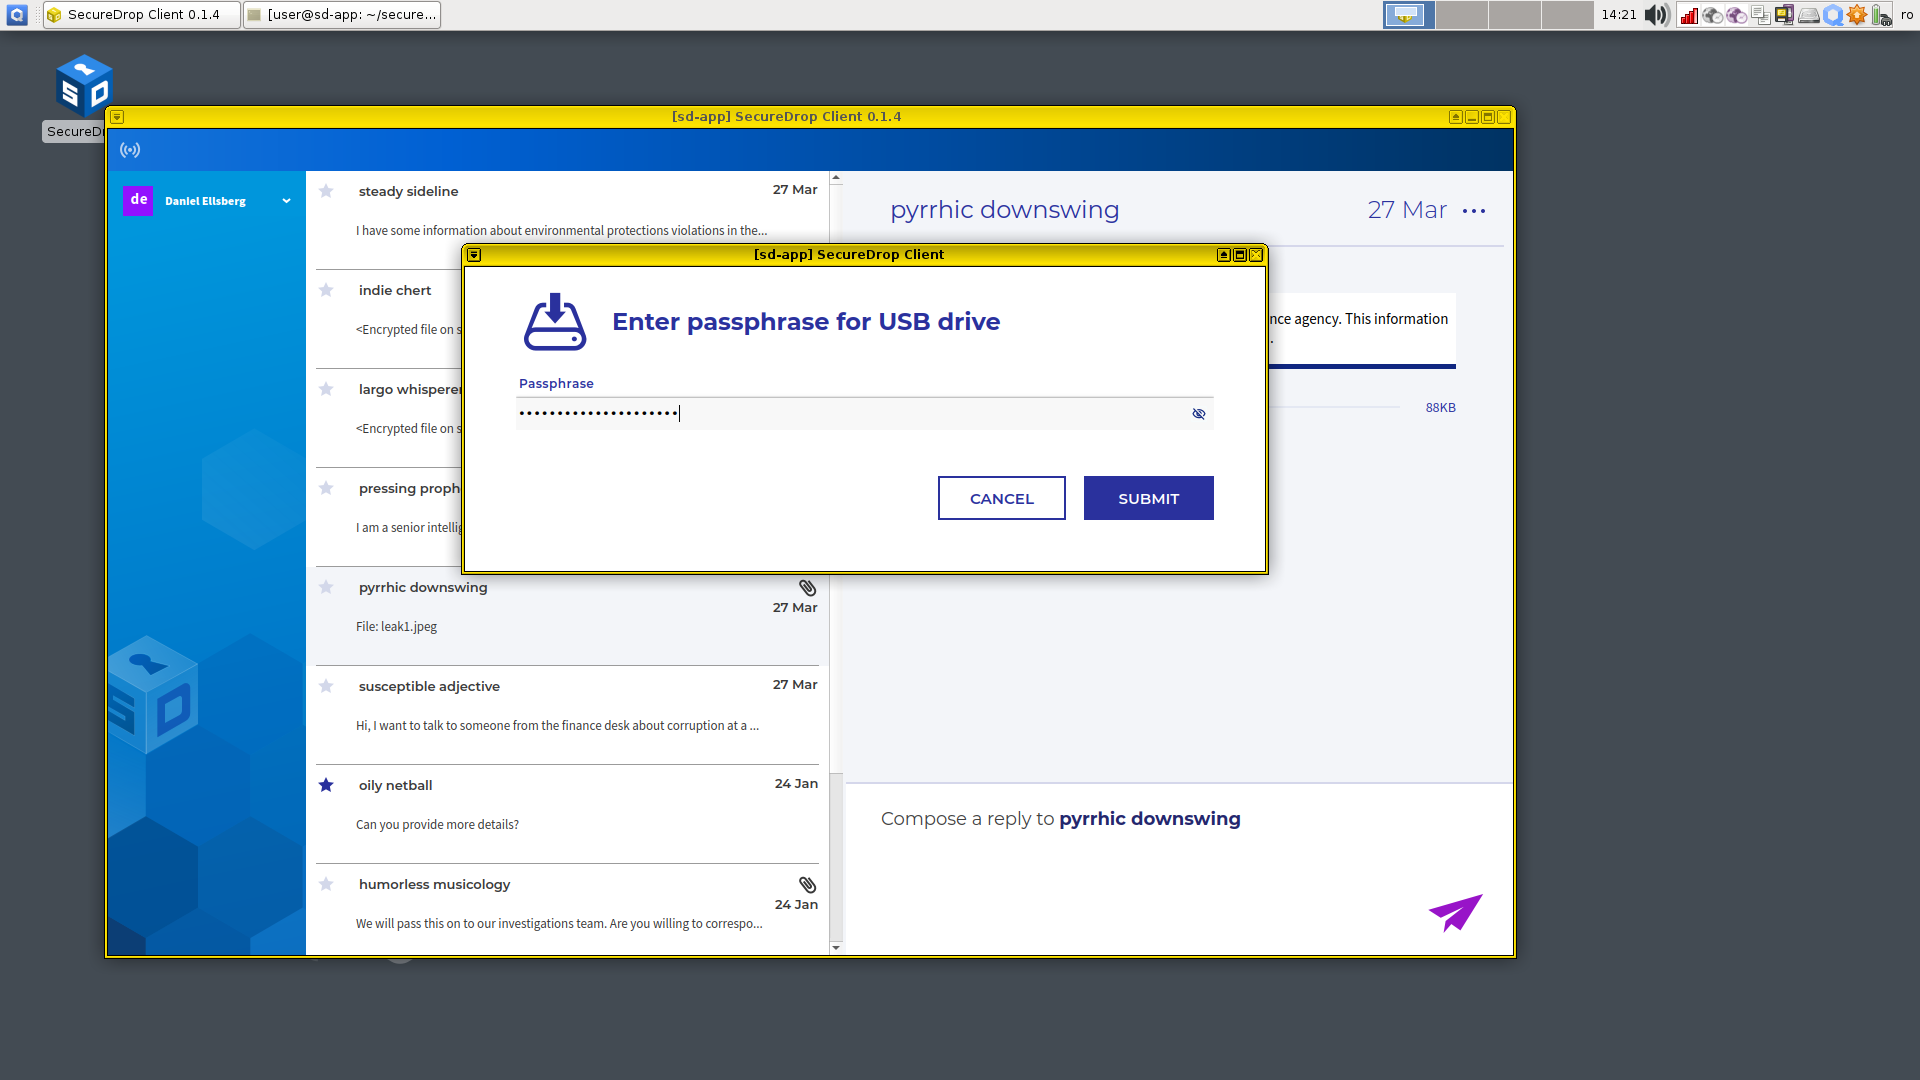 SecureDrop Client 0.1.4
[user@sd-app: ~/secure...
14:21
ro
SecureDr
[sd-app] SecureDrop Client 0.1.4
de
Daniel Ellsberg
steady sideline
27 Mar
I have some information about environmental protections violations in the...
indie chert
<Encrypted file on s
largo whisperer
<Encrypted file on s
pressing proph
I am a senior intellig
pyrrhic downswing
27 Mar
File: leak1.jpeg
susceptible adjective
27 Mar
Hi, I want to talk to someone from the finance desk about corruption at a ...
oily netball
24 Jan
Can you provide more details?
humorless musicology
24 Jan
We will pass this on to our investigations team. Are you willing to correspo...
pyrrhic downswing
27 Mar
nce agency. This information
.
88KB
Compose a reply to pyrrhic downswing
[sd-app] SecureDrop Client
Enter passphrase for USB drive
Passphrase
•••••••••••••••••••••
CANCEL
SUBMIT
SD
SD